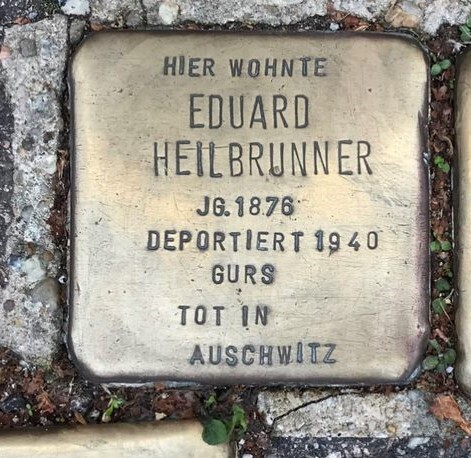 HIER WOHNTE
EDUARD
HEILBRUNNER
JG. 1876
DEPORTIERT 1940
GURS
TOT IN
AUSCHWITZ